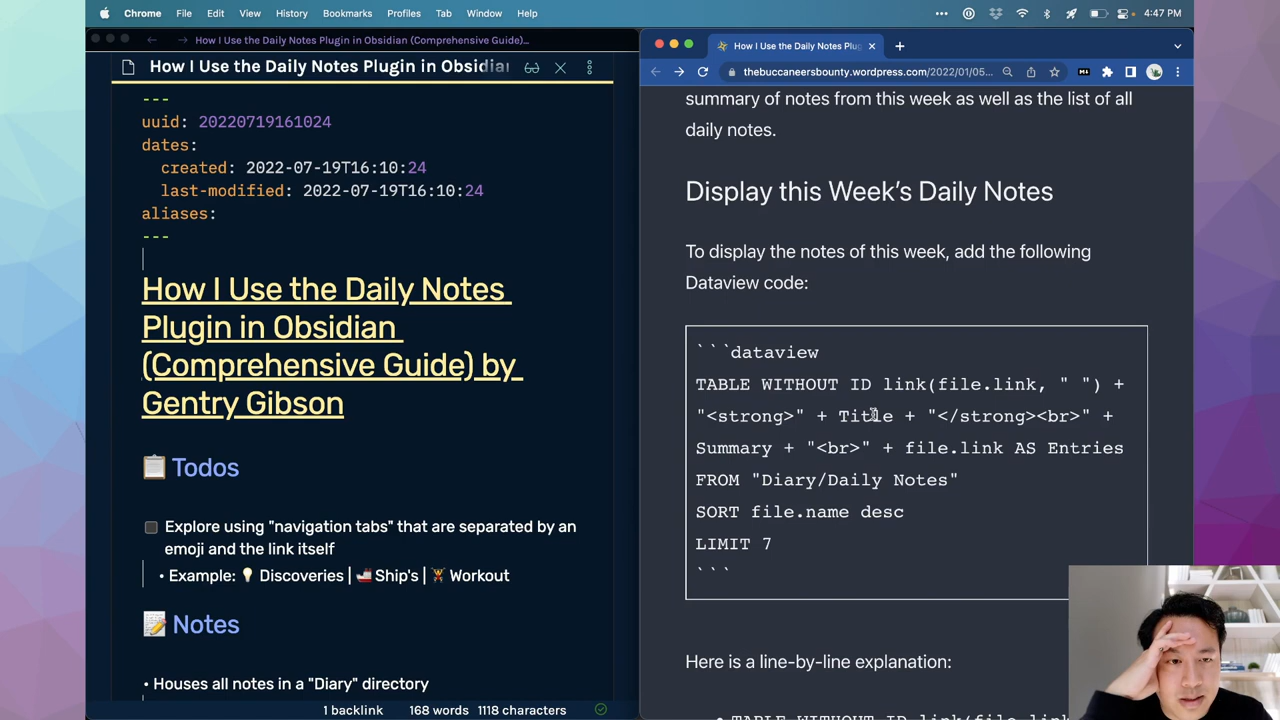 Chrome File Edit View History Bookmarks Profiles Tab Window Help
••• 4:47 PM
How I Use the Daily Notes Plugin in Obsidian (Comprehensive Guide)...
How I Use the Daily Notes Plugin in Obsidian
---
uuid: 20220719161024
dates:
created: 2022-07-19T16:10:24
last-modified: 2022-07-19T16:10:24
aliases:
---
How I Use the Daily Notes
Plugin in Obsidian
(Comprehensive Guide) by
Gentry Gibson
📋 Todos
Explore using "navigation tabs" that are separated by an
emoji and the link itself
• Example: 💡 Discoveries | 🚢 Ship's | 🏋 Workout
📝 Notes
• Houses all notes in a "Diary" directory
1 backlink 168 words 1118 characters
How I Use the Daily Notes Plug
thebuccaneersbounty.wordpress.com/2022/01/05...
summary of notes from this week as well as the list of all
daily notes.
Display this Week’s Daily Notes
To display the notes of this week, add the following
Dataview code:
```dataview
TABLE WITHOUT ID link(file.link, " ") +
"<strong>" + Title + "</strong><br>" +
Summary + "<br>" + file.link AS Entries
FROM "Diary/Daily Notes"
SORT file.name desc
LIMIT 7
```
Here is a line-by-line explanation:
• TABLE WITHOUT ID link(file.link